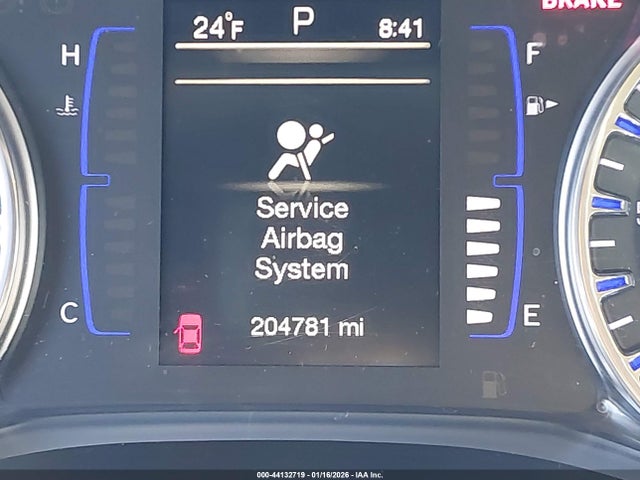 BRAKE
24°F P 8:41
H F
Service
Airbag
System
C E
204781 mi
000-44132719 - 01/16/2026 - IAA Inc.